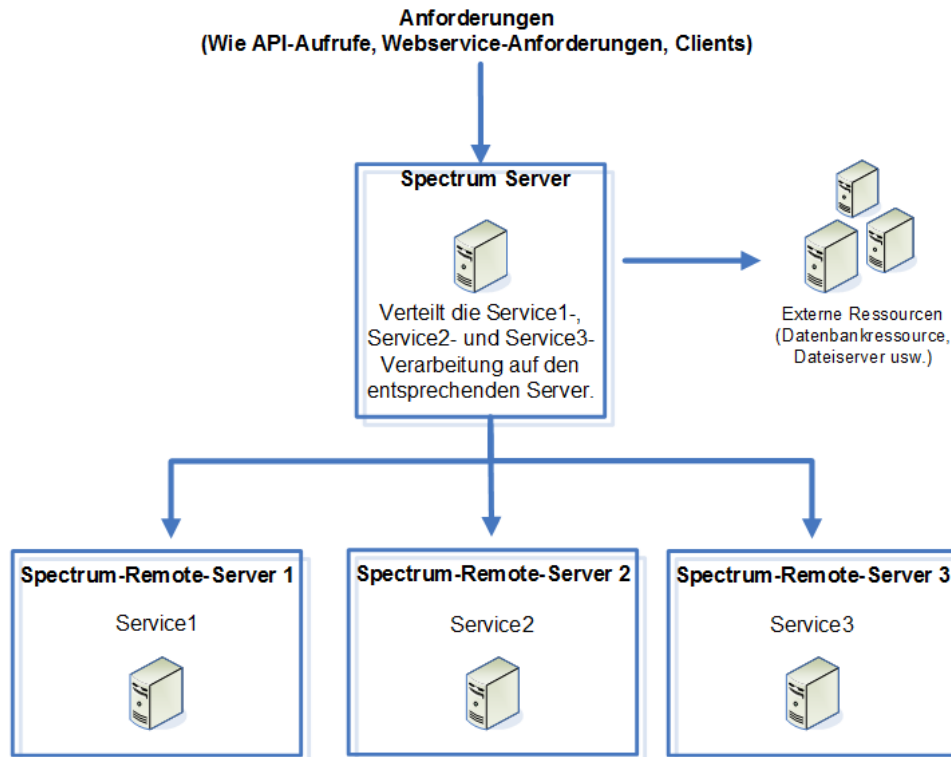 Anforderungen
(Wie API-Aufrufe, Webservice-Anforderungen, Clients)
Spectrum Server
Verteilt die Service1-,
Service2- und Service3-
Verarbeitung auf den
entsprechenden Server.
Externe Ressourcen
(Datenbankressource,
Dateiserver usw.)
Spectrum-Remote-Server 1
Service1
Spectrum-Remote-Server 2
Service2
Spectrum-Remote-Server 3
Service3